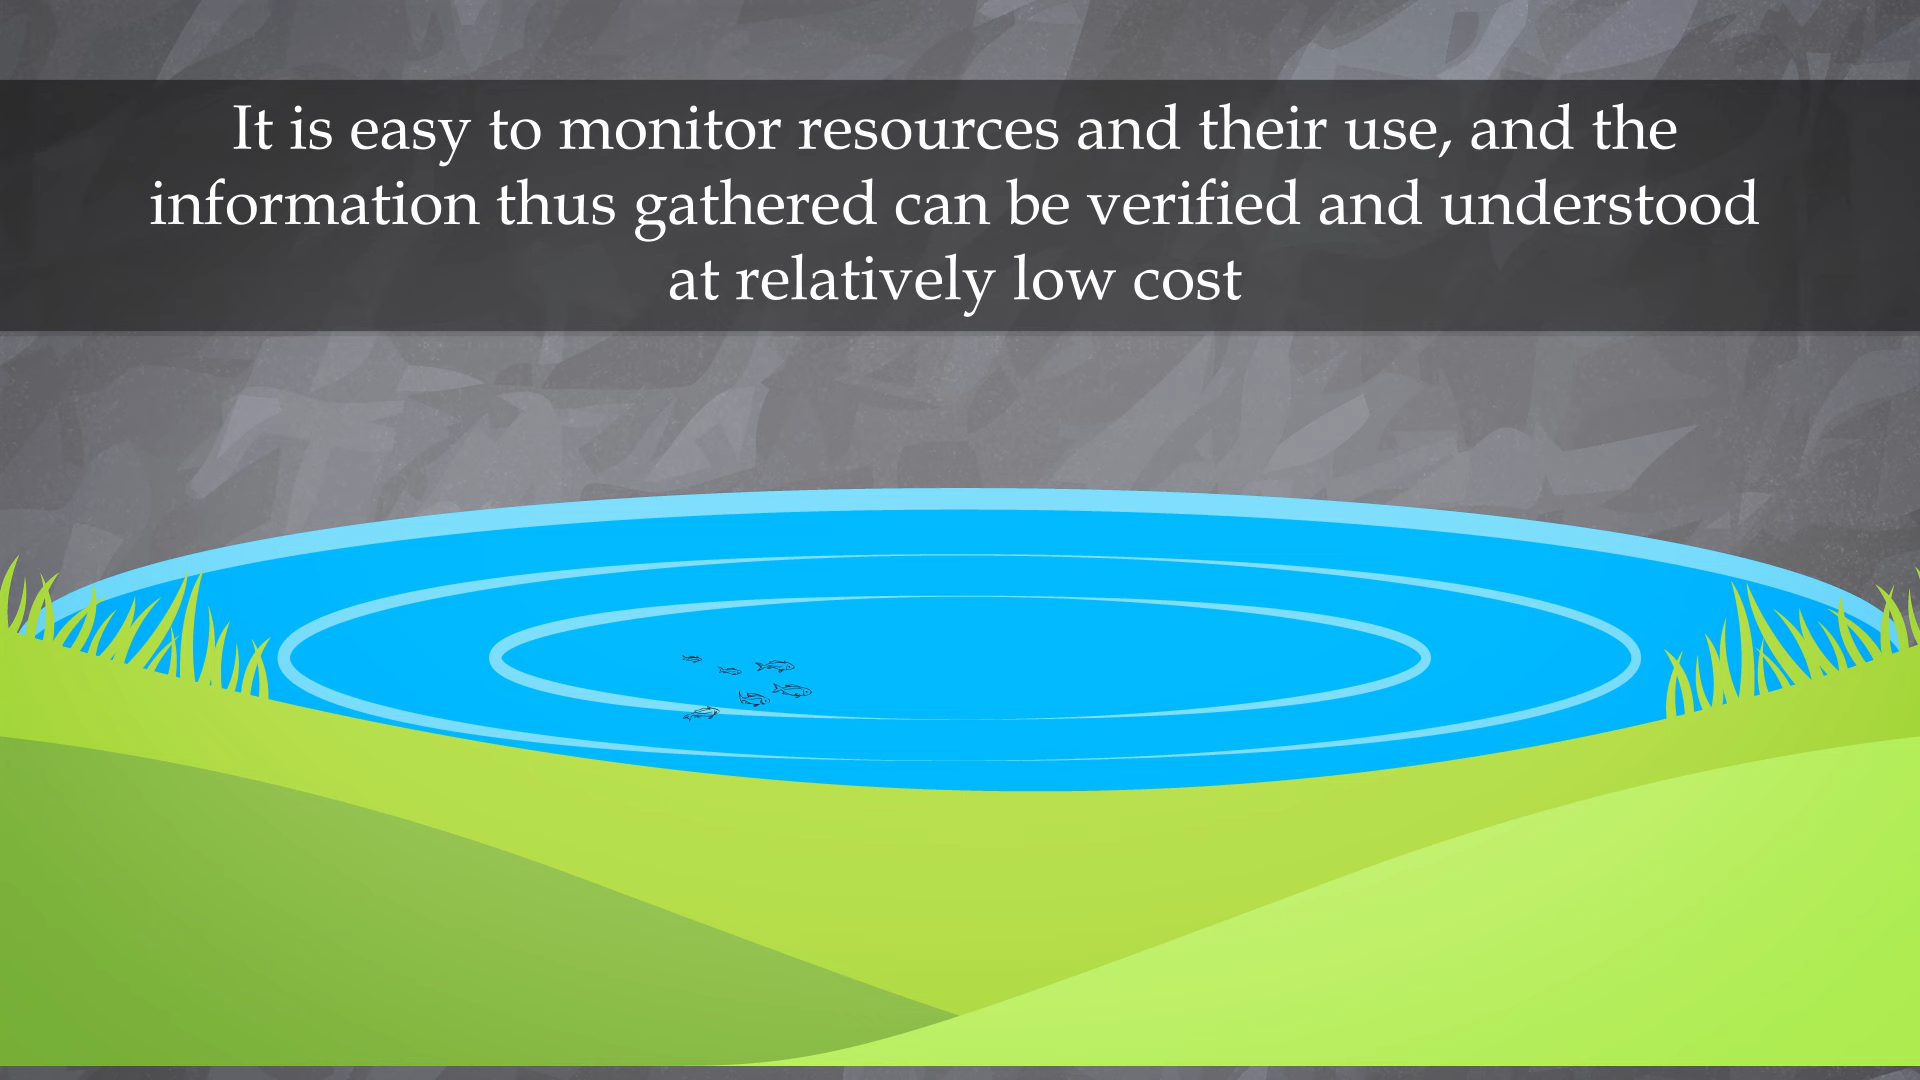 It is easy to monitor resources and their use, and the
information thus gathered can be verified and understood
at relatively low cost